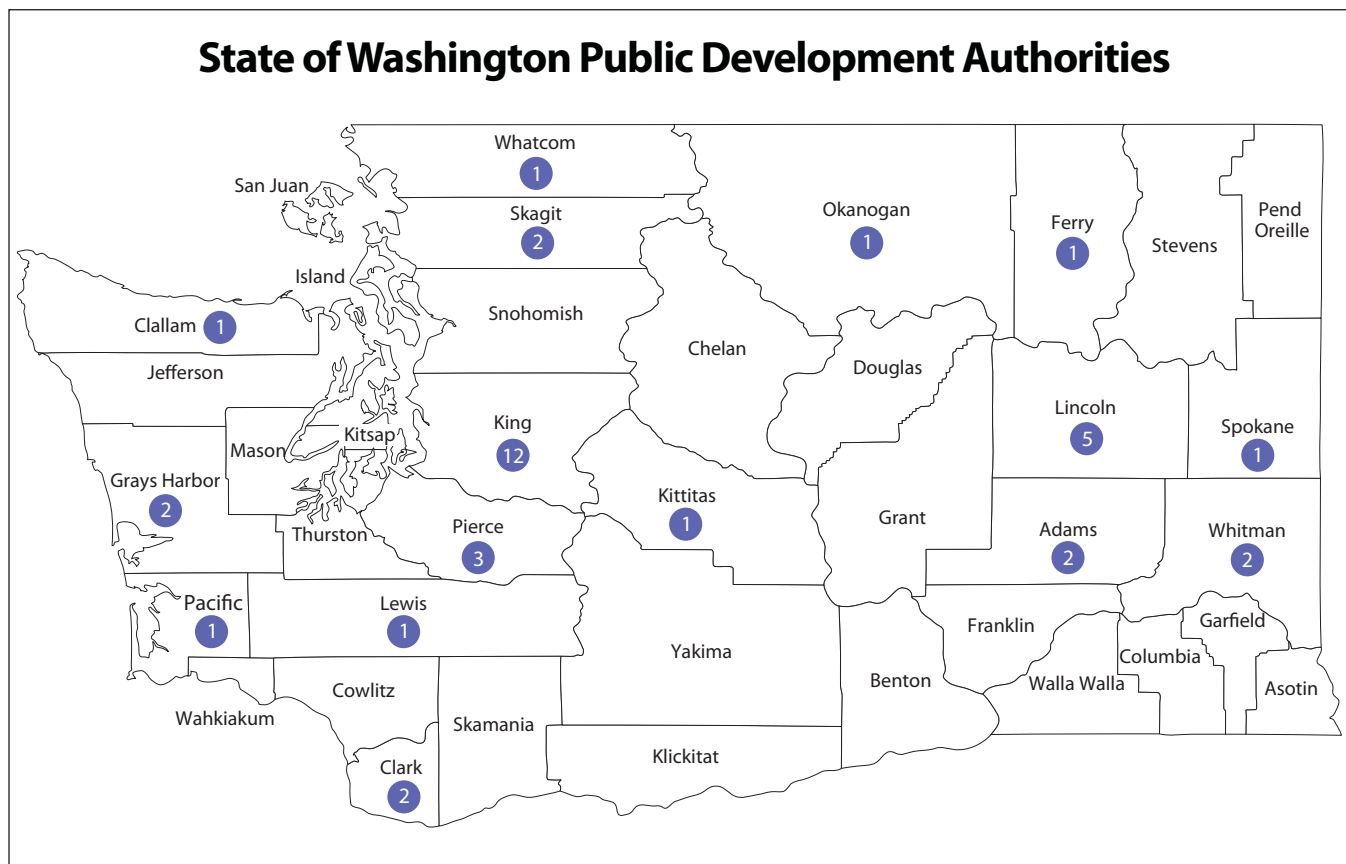 State of Washington Public Development Authorities
Whatcom
1
San Juan
Skagit
2
Okanogan
1
Ferry
1
Stevens
Pend
Oreille
Island
Clallam 1
Snohomish
Jefferson
Chelan
Douglas
King
12
Kitsap
Mason
Lincoln
5
Spokane
1
Grays Harbor
2
Thurston
Pierce
3
Kittitas
1
Grant
Adams
2
Whitman
2
Pacific
1
Lewis
1
Yakima
Franklin
Garfield
Columbia
Benton
Walla Walla
Asotin
Wahkiakum
Cowlitz
Skamania
Klickitat
Clark
2